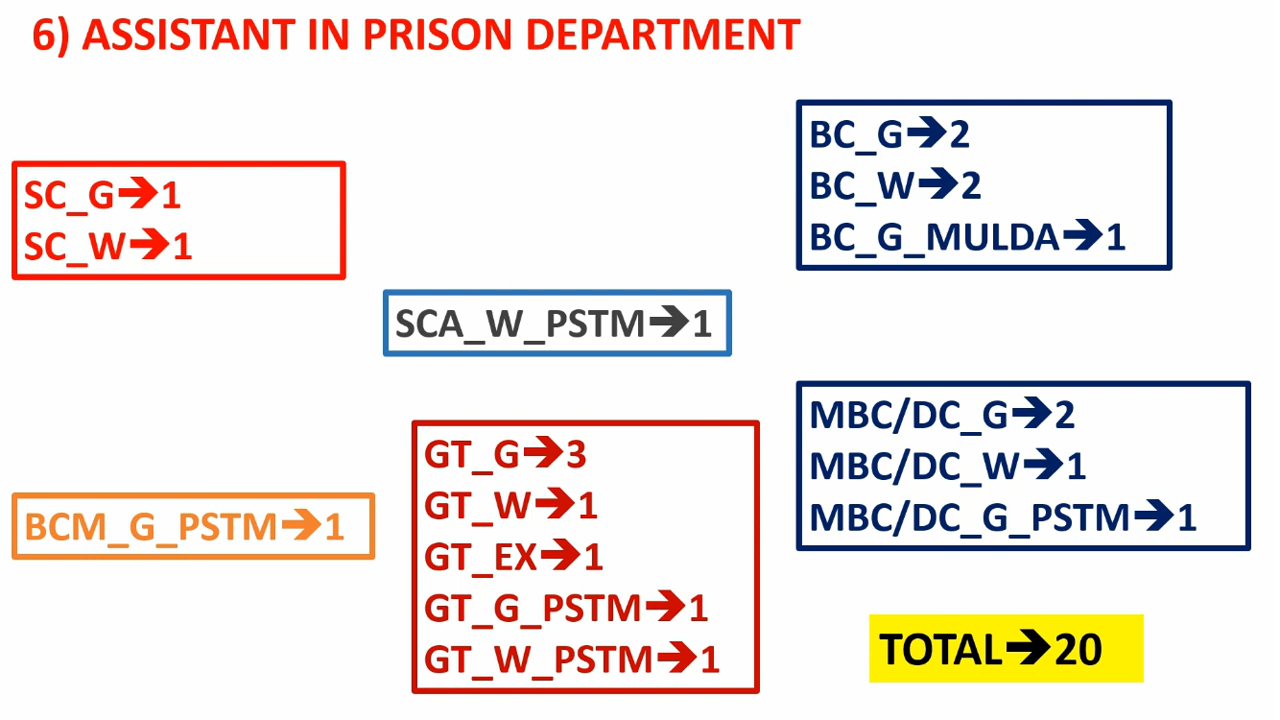 6) ASSISTANT IN PRISON DEPARTMENT
SC_G➔1
SC_W➔1
BC_G➔2
BC_W➔2
BC_G_MULDA➔1
SCA_W_PSTM➔1
BCM_G_PSTM➔1
GT_G➔3
GT_W➔1
GT_EX➔1
GT_G_PSTM➔1
GT_W_PSTM➔1
MBC/DC_G➔2
MBC/DC_W➔1
MBC/DC_G_PSTM➔1
TOTAL➔20